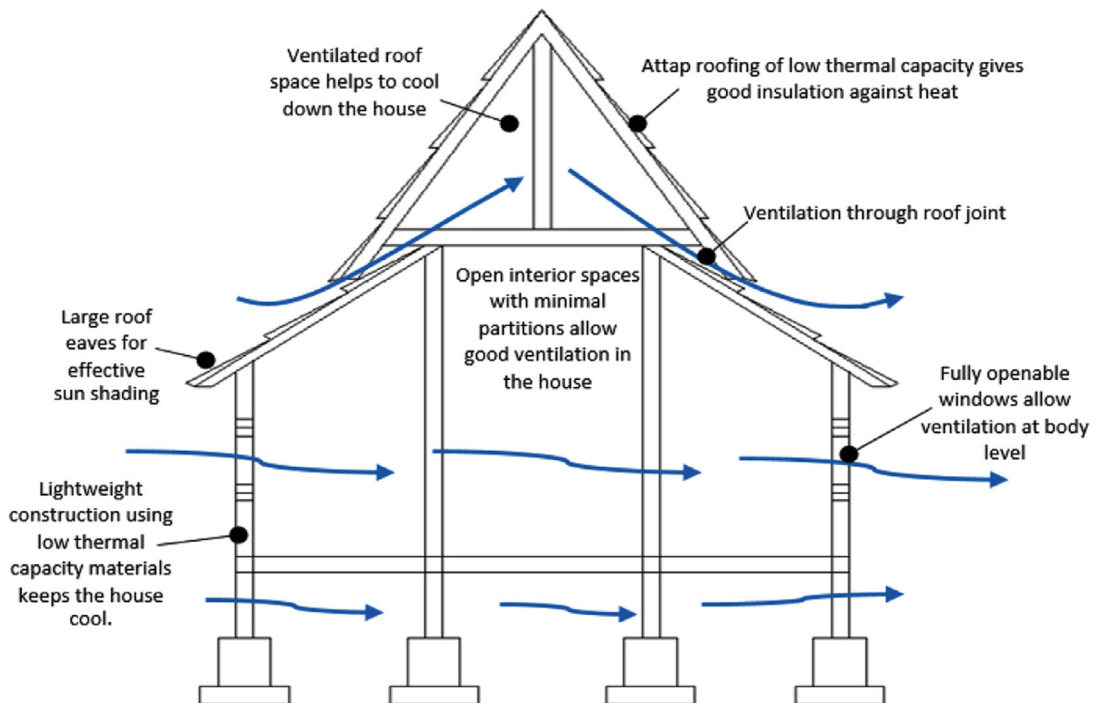 Ventilated roof
space helps to cool
down the house
Attap roofing of low thermal capacity gives
good insulation against heat
Ventilation through roof joint
Open interior spaces
with minimal
partitions allow
good ventilation in
the house
Large roof
eaves for
effective
sun shading
Fully openable
windows allow
ventilation at body
level
Lightweight
construction using
low thermal
capacity materials
keeps the house
cool.